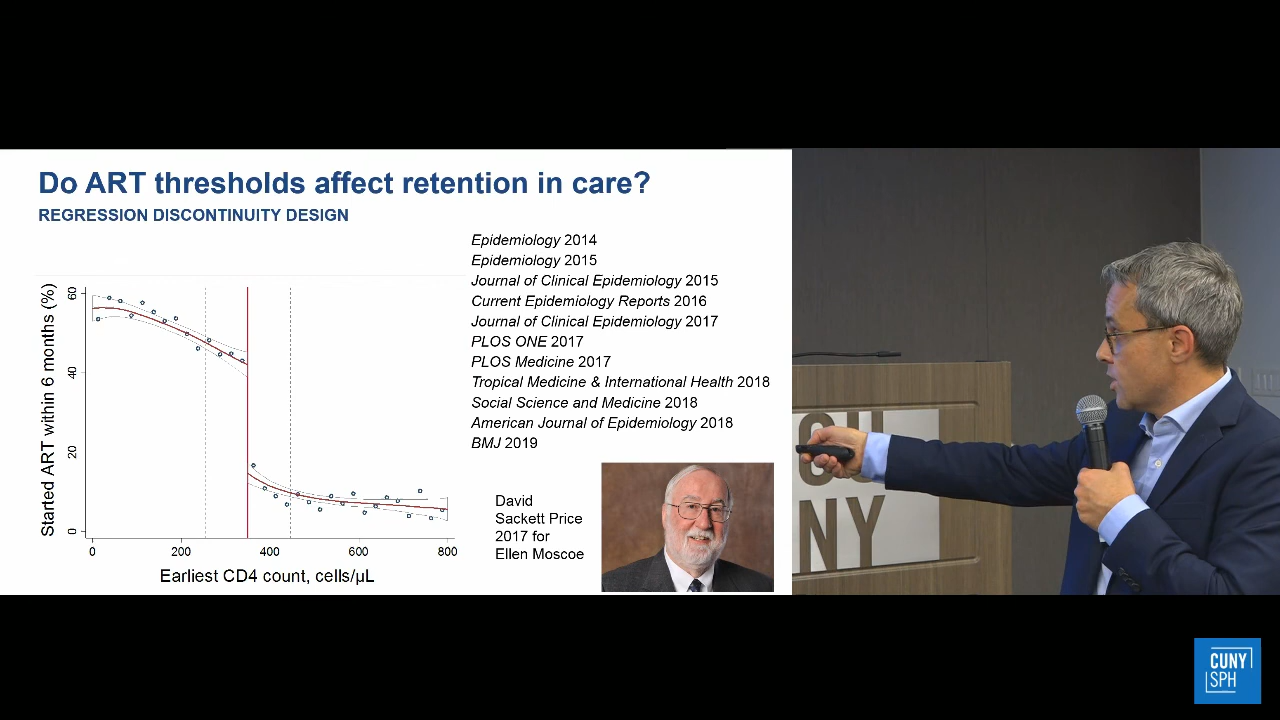 Do ART thresholds affect retention in care?
REGRESSION DISCONTINUITY DESIGN
Epidemiology 2014
Epidemiology 2015
Journal of Clinical Epidemiology 2015
Current Epidemiology Reports 2016
Journal of Clinical Epidemiology 2017
PLOS ONE 2017
PLOS Medicine 2017
Tropical Medicine & International Health 2018
Social Science and Medicine 2018
American Journal of Epidemiology 2018
BMJ 2019
Started ART within 6 months (%)
60
40
20
0
0 200 400 600 800
Earliest CD4 count, cells/µL
David
Sackett Price
2017 for
Ellen Moscoe
NY
CUNY
SPH